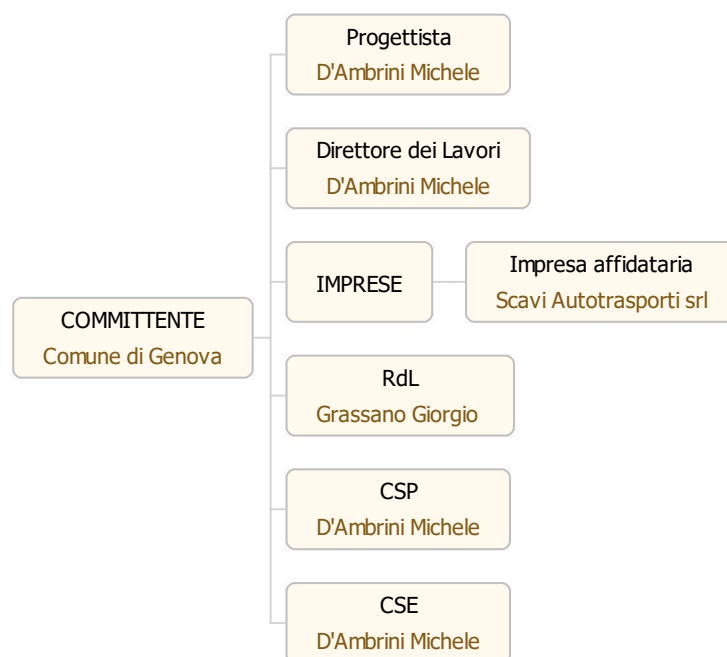 Progettista
D'Ambrini Michele
Direttore dei Lavori
D'Ambrini Michele
IMPRESE
Impresa affidataria
Scavi Autotrasporti srl
COMMITTENTE
Comune di Genova
RdL
Grassano Giorgio
CSP
D'Ambrini Michele
CSE
D'Ambrini Michele